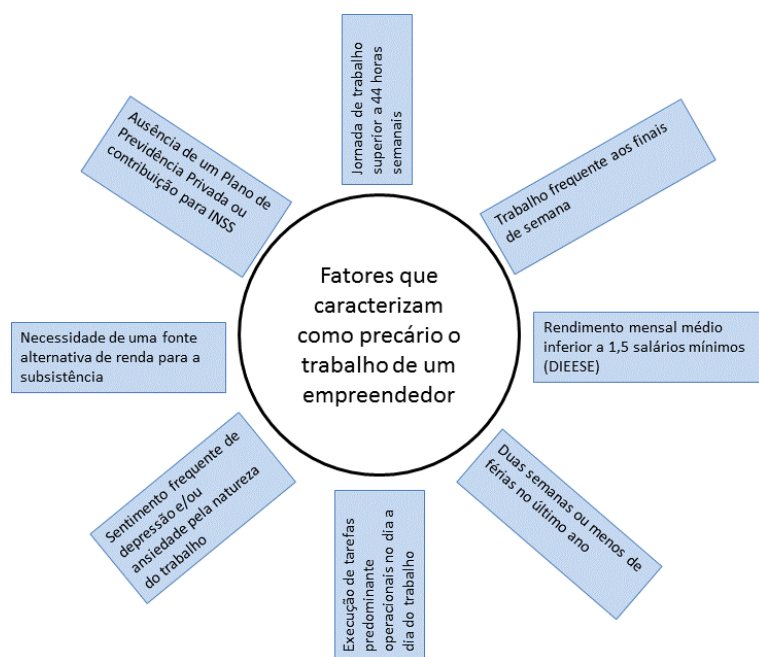 Fatores que
caracterizam
como precário o
trabalho de um
empreendedor
Jornada de trabalho
superior a 44 horas
semanais
Trabalho frequente aos finais
de semana
Rendimento mensal médio
inferior a 1,5 salários mínimos
(DIEESE)
Duas semanas ou menos de
férias no último ano
Execução de tarefas
predominante
operacionais no dia a
dia do trabalho
Sentimento frequente de
depressão e/ou
ansiedade pela natureza
do trabalho
Necessidade de uma fonte
alternativa de renda para a
subsistência
Ausência de um Plano de
Previdência Privada ou
contribuição para INSS